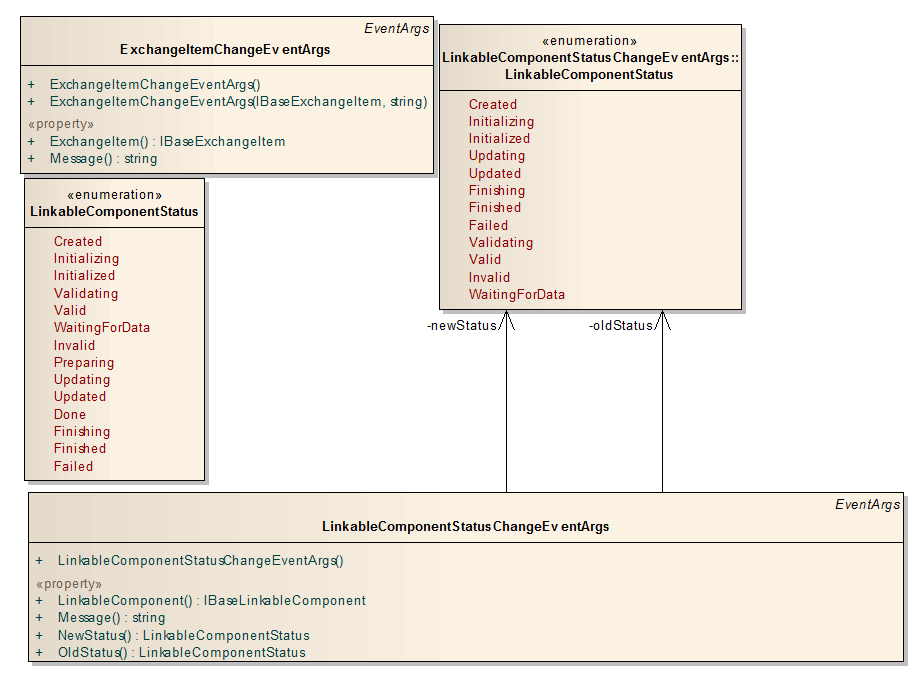 EventArgs
ExchangeItemChangeEventArgs
+ ExchangeItemChangeEventArgs()
+ ExchangeItemChangeEventArgs(IBaseExchangeItem, string)
«property»
+ ExchangeItem() : IBaseExchangeItem
+ Message() : string
«enumeration»
LinkableComponentStatusChangeEventArgs::
LinkableComponentStatus
Created
Initializing
Initialized
Updating
Updated
Finishing
Finished
Failed
Validating
Valid
Invalid
WaitingForData
«enumeration»
LinkableComponentStatus
Created
Initializing
Initialized
Validating
Valid
WaitingForData
Invalid
Preparing
Updating
Updated
Done
Finishing
Finished
Failed
-newStatus
-oldStatus
EventArgs
LinkableComponentStatusChangeEventArgs
+ LinkableComponentStatusChangeEventArgs()
«property»
+ LinkableComponent() : IBaseLinkableComponent
+ Message() : string
+ NewStatus() : LinkableComponentStatus
+ OldStatus() : LinkableComponentStatus